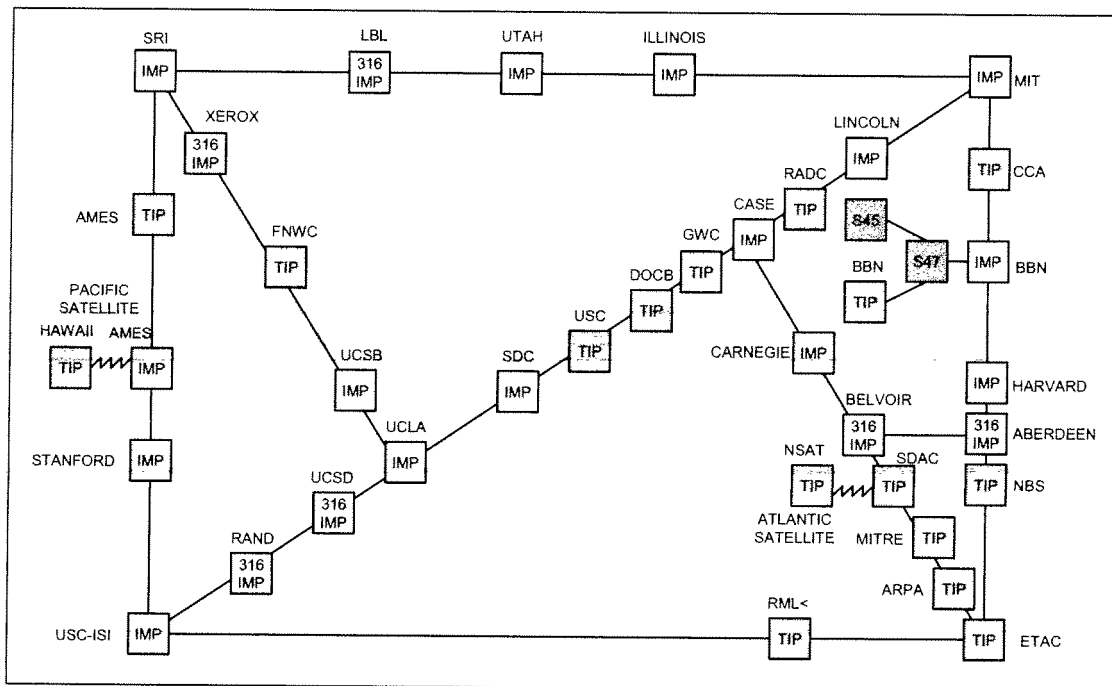 SRI
IMP
LBL
316
IMP
UTAH
IMP
ILLINOIS
IMP
IMP
MIT
XEROX
316
IMP
LINCOLN
IMP
TIP
CCA
RADC
TIP
AMES
TIP
CASE
IMP
S45
FNWC
TIP
GWC
TIP
S47
IMP
BBN
BBN
TIP
DOCB
TIP
PACIFIC
SATELLITE
HAWAII
AMES
TIP
IMP
USC
TIP
CARNEGIE
IMP
UCSB
IMP
SDC
IMP
IMP
HARVARD
BELVOIR
316
IMP
316
IMP
ABERDEEN
UCLA
IMP
STANFORD
IMP
NSAT
TIP
SDAC
TIP
TIP
NBS
UCSD
316
IMP
ATLANTIC
SATELLITE
MITRE
TIP
RAND
316
IMP
ARPA
TIP
RML<
TIP
USC-ISI
IMP
TIP
ETAC